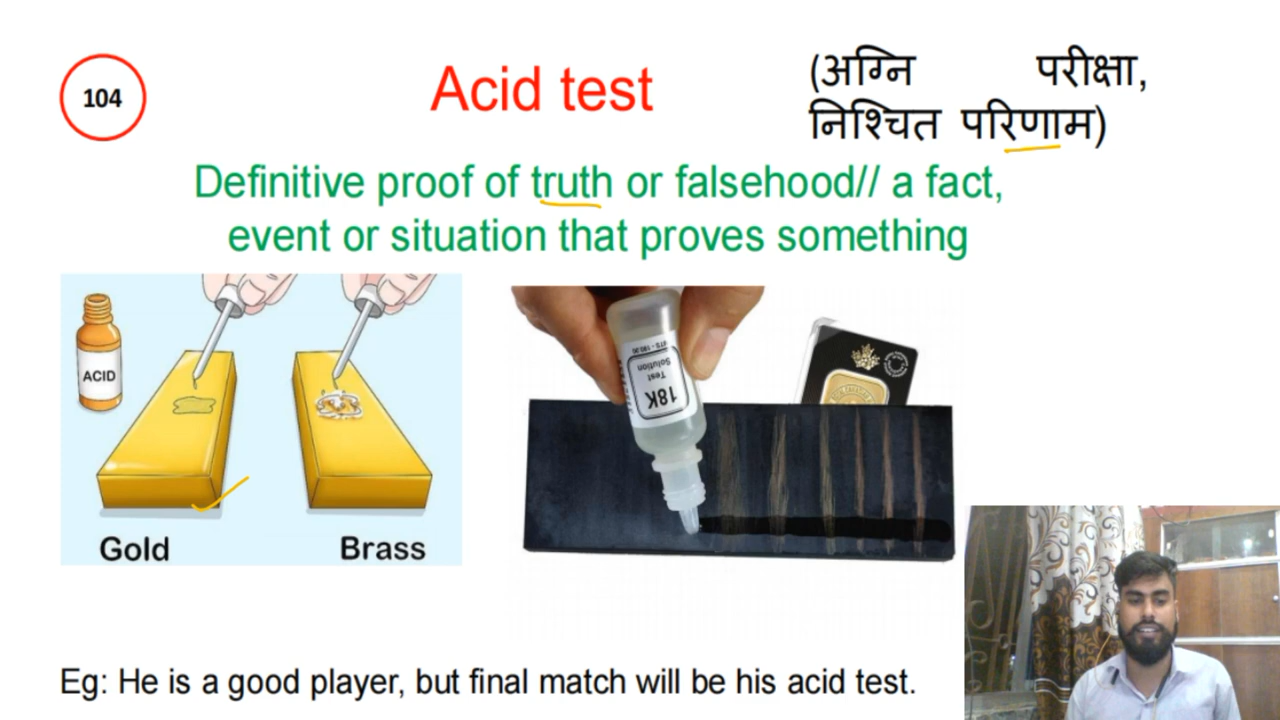 104
Acid test
(अग्नि परीक्षा,
निश्चित परिणाम)
Definitive proof of truth or falsehood// a fact,
event or situation that proves something
ACID
Gold
Brass
18K
Test
Solution
Eg: He is a good player, but final match will be his acid test.